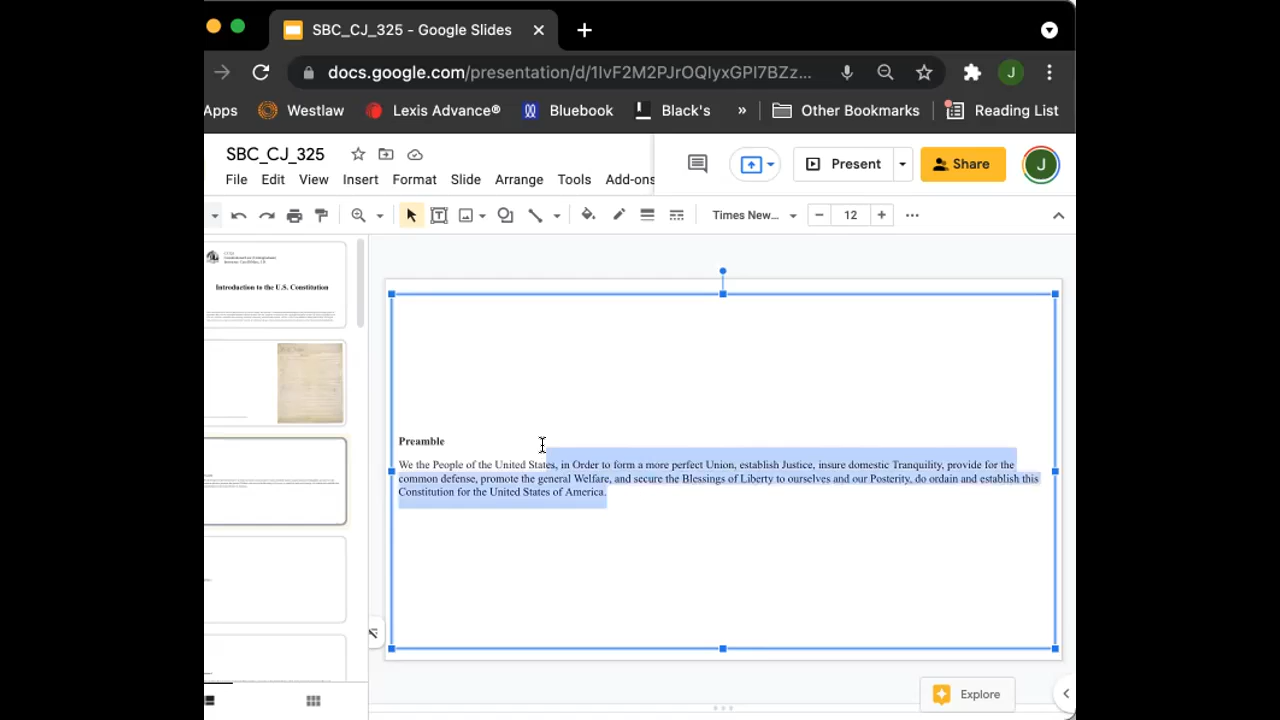 SBC_CJ_325 - Google Slides
docs.google.com/presentation/d/1IvF2M2PJrOQIyxGPI7BZz...
J
Apps Westlaw Lexis Advance® Bluebook Black's » Other Bookmarks Reading List
SBC_CJ_325
Present Share J
File Edit View Insert Format Slide Arrange Tools Add-ons
Times New... 12
Introduction to the U.S. Constitution
Preamble
We the People of the United States, in Order to form a more perfect Union, establish Justice, insure domestic Tranquility, provide for the
common defense, promote the general Welfare, and secure the Blessings of Liberty to ourselves and our Posterity, do ordain and establish this
Constitution for the United States of America.
Explore